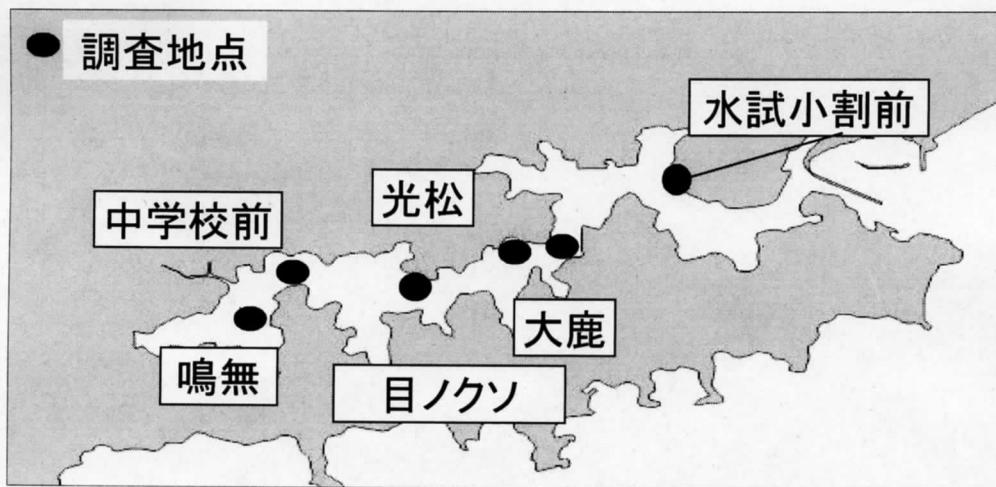 調査地点
水試小割前
光松
中学校前
大鹿
鳴無
目ノクソ